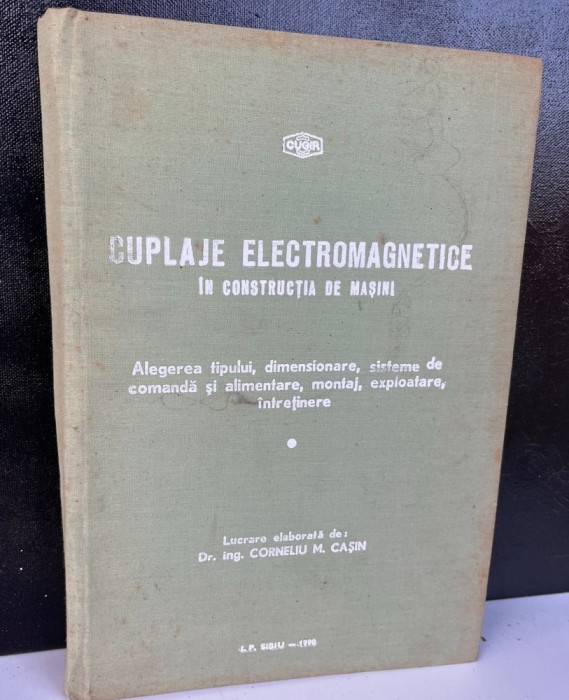 CUGIR
CUPLAJE ELECTROMAGNETICE
ÎN CONSTRUCȚIA DE MAȘINI
Alegerea tipului, dimensionare, sisteme de
comandă și alimentare, montaj, exploatare,
întreținere
Lucrare elaborată de:
Dr. ing. CORNELIU M. CAȘIN
I. P. SIBIU — 1990